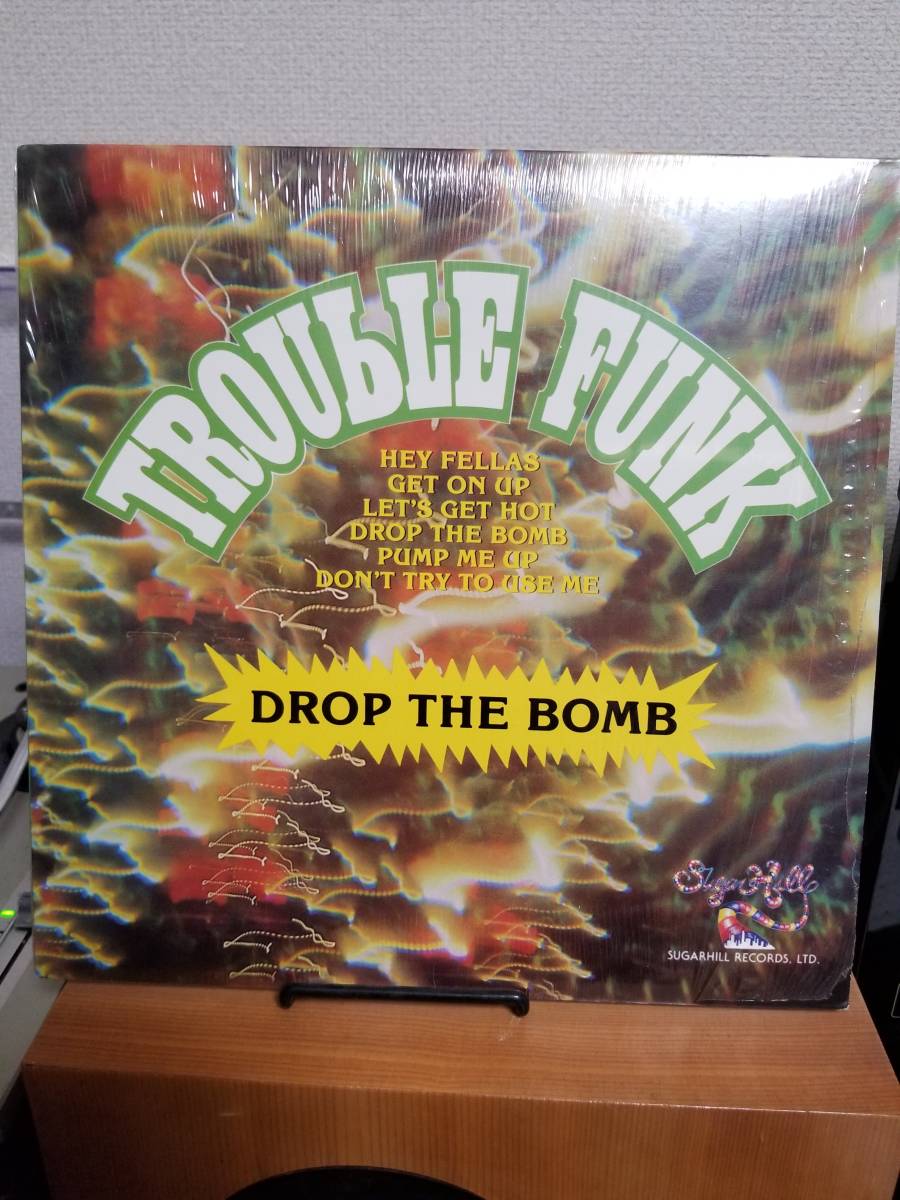 TROUbLE FUNK
HEY FELLAS
GET ON UP
LET'S GET HOT
DROP THE BOMB
PUMP ME UP
DON'T TRY TO USE ME
DROP THE BOMB
SugarHill
SUGARHILL RECORDS, LTD.